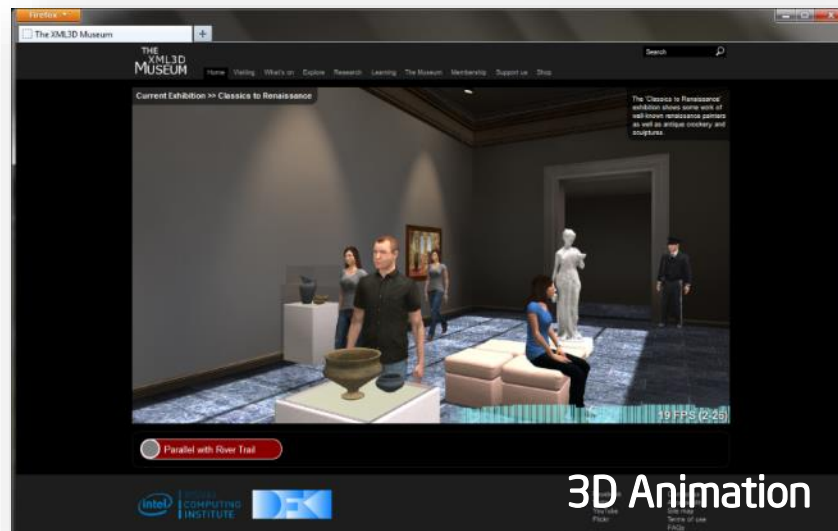 Firefox
The XML3D Museum
+
THE
XML3D
MUSEUM
Search
Home Visiting What's on Explore Research Learning The Museum Membership Support us Shop
Current Exhibition >> Classics to Renaissance
The 'Classics to Renaissance'
exhibition shows some work of
well-known renaissance painters
as well as antique crockery and
sculptures.
19 FPS (2-25)
Parallel with River Trail
intel
VISUAL
COMPUTING
INSTITUTE
DFK
3D Animation
YouTube
Flickr
Site map
Terms of use
FAQs